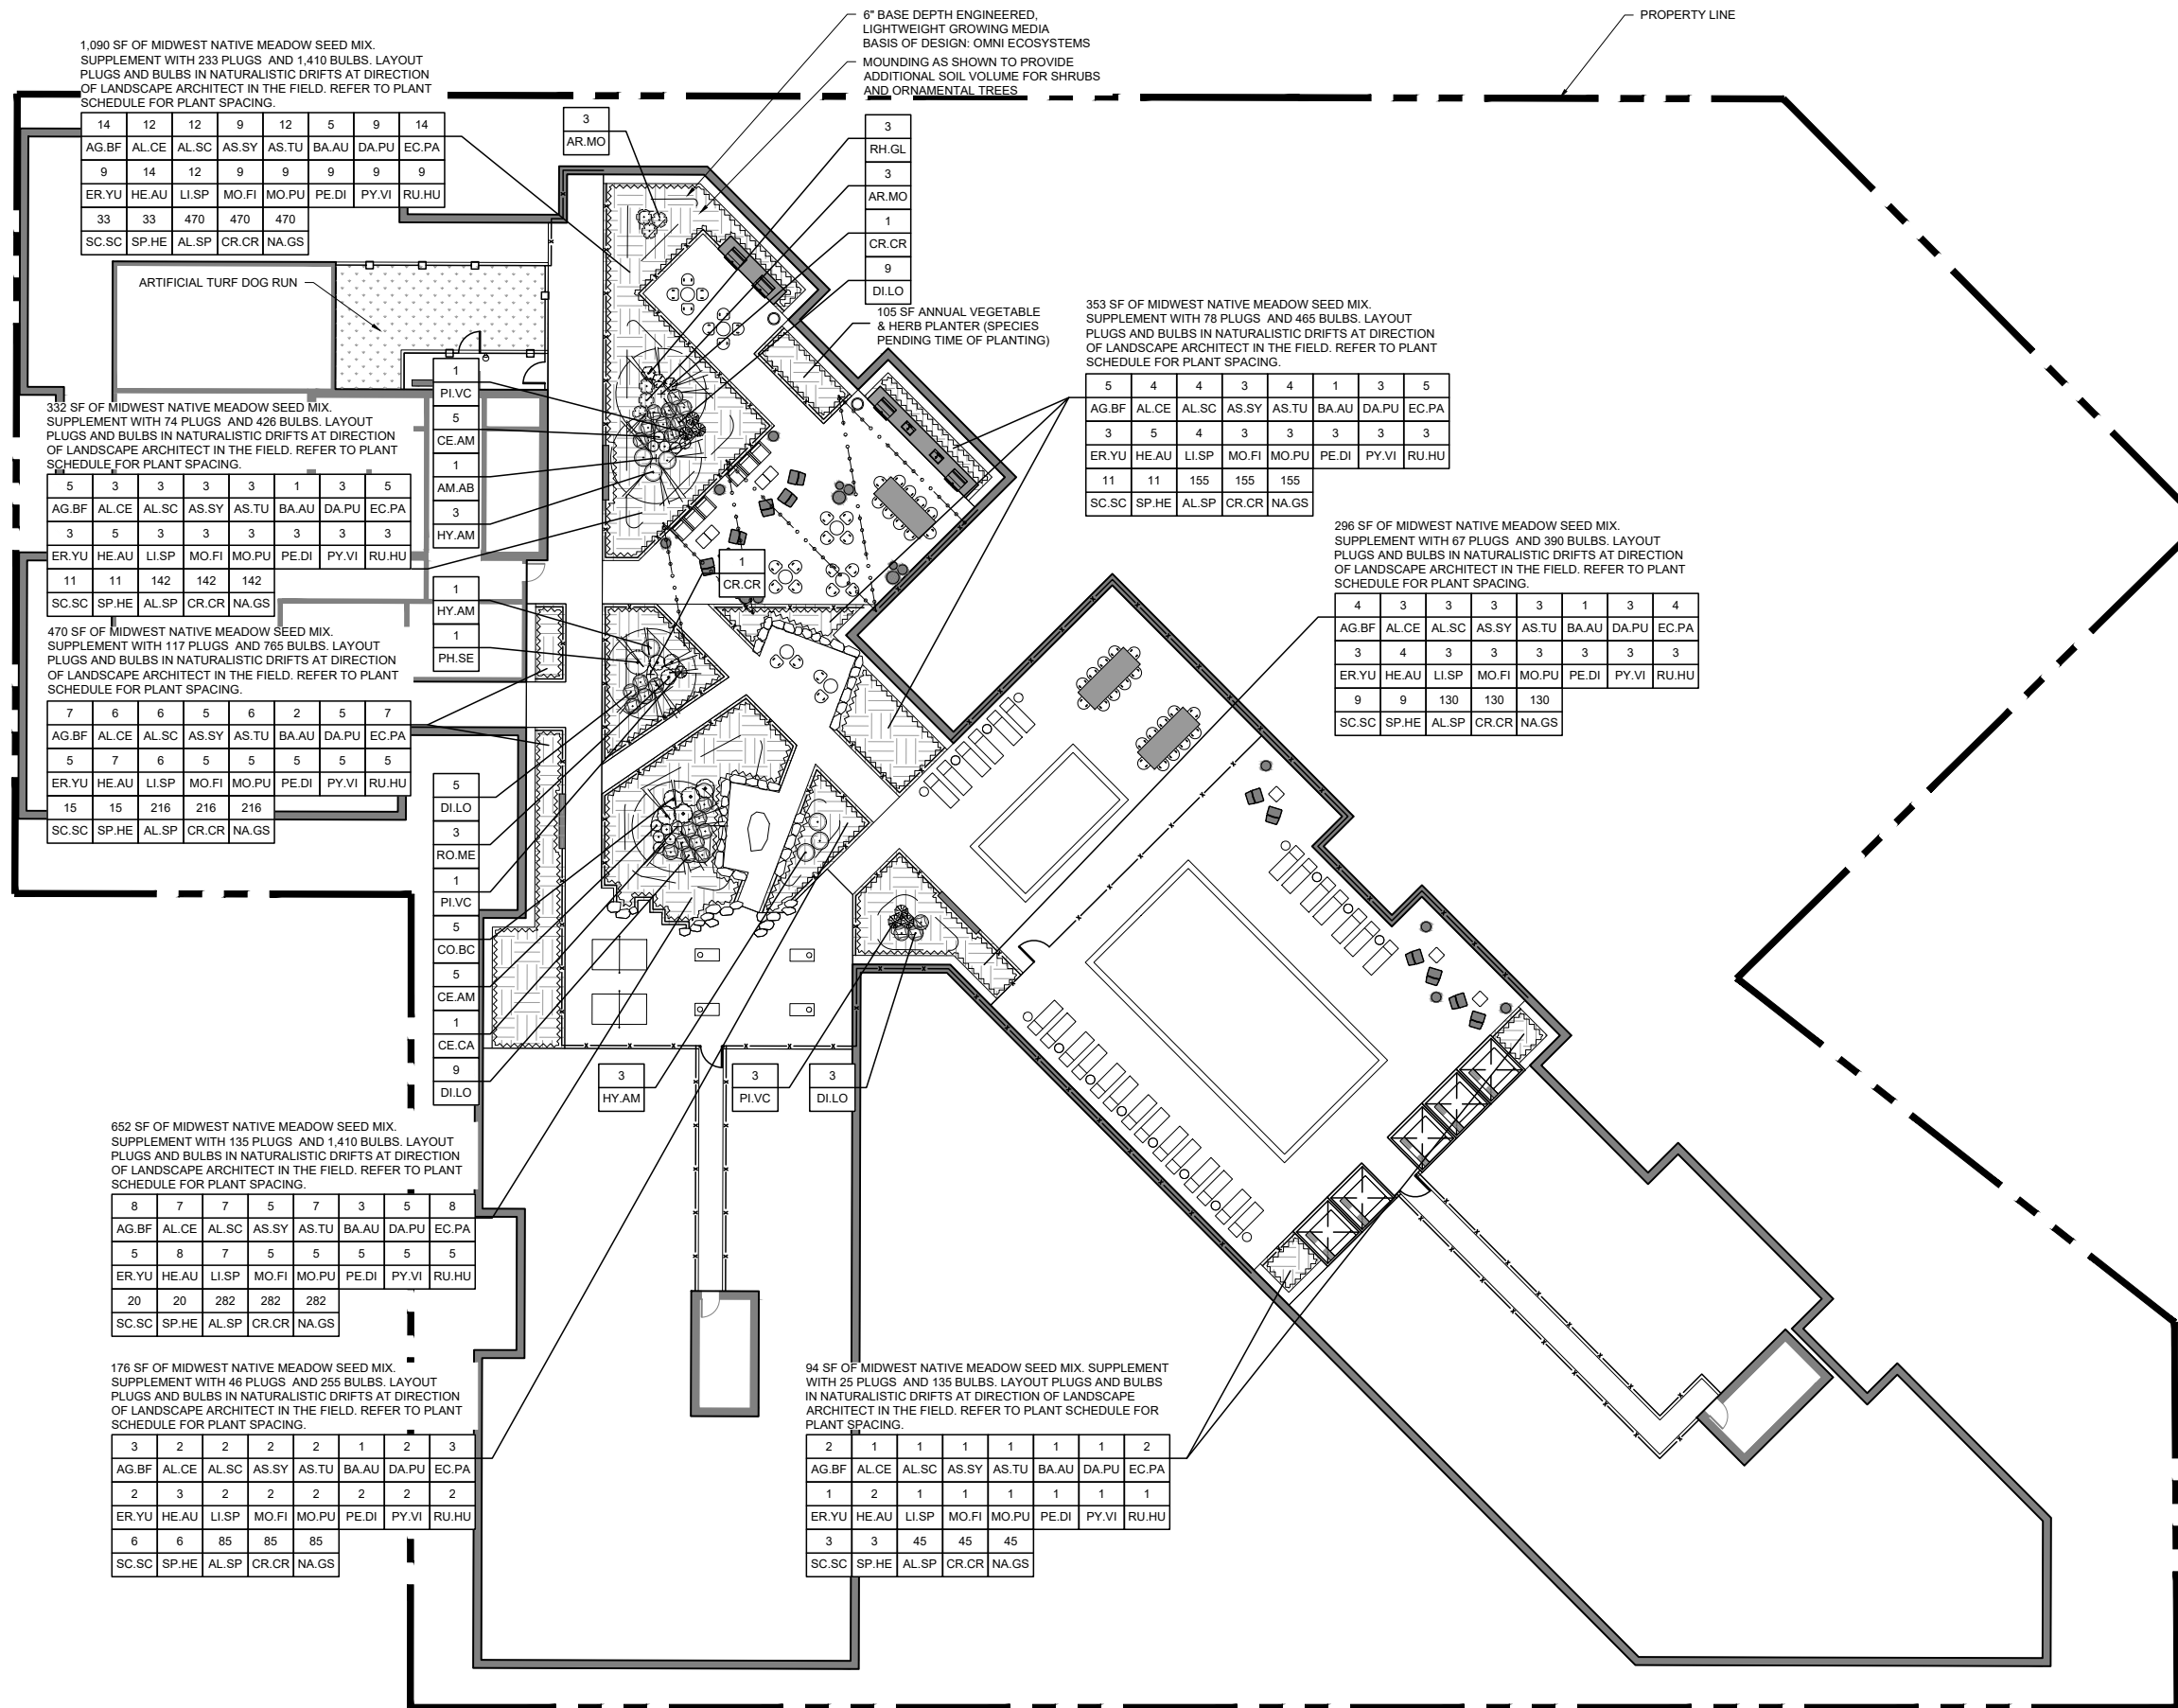 6" BASE DEPTH ENGINEERED,
LIGHTWEIGHT GROWING MEDIA
BASIS OF DESIGN: OMNI ECOSYSTEMS
MOUNDING AS SHOWN TO PROVIDE
ADDITIONAL SOIL VOLUME FOR SHRUBS
AND ORNAMENTAL TREES
PROPERTY LINE
1,090 SF OF MIDWEST NATIVE MEADOW SEED MIX.
SUPPLEMENT WITH 233 PLUGS AND 1,410 BULBS. LAYOUT
PLUGS AND BULBS IN NATURALISTIC DRIFTS AT DIRECTION
OF LANDSCAPE ARCHITECT IN THE FIELD. REFER TO PLANT
SCHEDULE FOR PLANT SPACING.
14 12 12 9 12 5 9 14
AG.BF AL.CE AL.SC AS.SY AS.TU BA.AU DA.PU EC.PA
9 14 12 9 9 9 9 9
ER.YU HE.AU LI.SP MO.FI MO.PU PE.DI PY.VI RU.HU
33 33 470 470 470
SC.SC SP.HE AL.SP CR.CR NA.GS
3
AR.MO
3
RH.GL
3
AR.MO
1
CR.CR
9
DI.LO
ARTIFICIAL TURF DOG RUN
105 SF ANNUAL VEGETABLE
& HERB PLANTER (SPECIES
PENDING TIME OF PLANTING)
353 SF OF MIDWEST NATIVE MEADOW SEED MIX.
SUPPLEMENT WITH 78 PLUGS AND 465 BULBS. LAYOUT
PLUGS AND BULBS IN NATURALISTIC DRIFTS AT DIRECTION
OF LANDSCAPE ARCHITECT IN THE FIELD. REFER TO PLANT
SCHEDULE FOR PLANT SPACING.
5 4 4 3 4 1 3 5
AG.BF AL.CE AL.SC AS.SY AS.TU BA.AU DA.PU EC.PA
3 5 4 3 3 3 3 3
ER.YU HE.AU LI.SP MO.FI MO.PU PE.DI PY.VI RU.HU
11 11 155 155 155
SC.SC SP.HE AL.SP CR.CR NA.GS
1
PI.VC
5
CE.AM
1
AM.AB
3
HY.AM
332 SF OF MIDWEST NATIVE MEADOW SEED MIX.
SUPPLEMENT WITH 74 PLUGS AND 426 BULBS. LAYOUT
PLUGS AND BULBS IN NATURALISTIC DRIFTS AT DIRECTION
OF LANDSCAPE ARCHITECT IN THE FIELD. REFER TO PLANT
SCHEDULE FOR PLANT SPACING.
5 3 3 3 3 1 3 5
AG.BF AL.CE AL.SC AS.SY AS.TU BA.AU DA.PU EC.PA
3 5 3 3 3 3 3 3
ER.YU HE.AU LI.SP MO.FI MO.PU PE.DI PY.VI RU.HU
11 11 142 142 142
SC.SC SP.HE AL.SP CR.CR NA.GS
1
CR.CR
296 SF OF MIDWEST NATIVE MEADOW SEED MIX.
SUPPLEMENT WITH 67 PLUGS AND 390 BULBS. LAYOUT
PLUGS AND BULBS IN NATURALISTIC DRIFTS AT DIRECTION
OF LANDSCAPE ARCHITECT IN THE FIELD. REFER TO PLANT
SCHEDULE FOR PLANT SPACING.
4 3 3 3 3 1 3 4
AG.BF AL.CE AL.SC AS.SY AS.TU BA.AU DA.PU EC.PA
3 4 3 3 3 3 3 3
ER.YU HE.AU LI.SP MO.FI MO.PU PE.DI PY.VI RU.HU
9 9 130 130 130
SC.SC SP.HE AL.SP CR.CR NA.GS
1
HY.AM
1
PH.SE
470 SF OF MIDWEST NATIVE MEADOW SEED MIX.
SUPPLEMENT WITH 117 PLUGS AND 765 BULBS. LAYOUT
PLUGS AND BULBS IN NATURALISTIC DRIFTS AT DIRECTION
OF LANDSCAPE ARCHITECT IN THE FIELD. REFER TO PLANT
SCHEDULE FOR PLANT SPACING.
7 6 6 5 6 2 5 7
AG.BF AL.CE AL.SC AS.SY AS.TU BA.AU DA.PU EC.PA
5 7 6 5 5 5 5 5
ER.YU HE.AU LI.SP MO.FI MO.PU PE.DI PY.VI RU.HU
15 15 216 216 216
SC.SC SP.HE AL.SP CR.CR NA.GS
5
DI.LO
3
RO.ME
1
PI.VC
5
CO.BC
5
CE.AM
1
CE.CA
9
DI.LO
3
HY.AM
3
PI.VC
3
DI.LO
652 SF OF MIDWEST NATIVE MEADOW SEED MIX.
SUPPLEMENT WITH 135 PLUGS AND 1,410 BULBS. LAYOUT
PLUGS AND BULBS IN NATURALISTIC DRIFTS AT DIRECTION
OF LANDSCAPE ARCHITECT IN THE FIELD. REFER TO PLANT
SCHEDULE FOR PLANT SPACING.
8 7 7 5 7 3 5 8
AG.BF AL.CE AL.SC AS.SY AS.TU BA.AU DA.PU EC.PA
5 8 7 5 5 5 5 5
ER.YU HE.AU LI.SP MO.FI MO.PU PE.DI PY.VI RU.HU
20 20 282 282 282
SC.SC SP.HE AL.SP CR.CR NA.GS
176 SF OF MIDWEST NATIVE MEADOW SEED MIX.
SUPPLEMENT WITH 46 PLUGS AND 255 BULBS. LAYOUT
PLUGS AND BULBS IN NATURALISTIC DRIFTS AT DIRECTION
OF LANDSCAPE ARCHITECT IN THE FIELD. REFER TO PLANT
SCHEDULE FOR PLANT SPACING.
3 2 2 2 2 1 2 3
AG.BF AL.CE AL.SC AS.SY AS.TU BA.AU DA.PU EC.PA
2 3 2 2 2 2 2 2
ER.YU HE.AU LI.SP MO.FI MO.PU PE.DI PY.VI RU.HU
6 6 85 85 85
SC.SC SP.HE AL.SP CR.CR NA.GS
94 SF OF MIDWEST NATIVE MEADOW SEED MIX. SUPPLEMENT
WITH 25 PLUGS AND 135 BULBS. LAYOUT PLUGS AND BULBS
IN NATURALISTIC DRIFTS AT DIRECTION OF LANDSCAPE
ARCHITECT IN THE FIELD. REFER TO PLANT SCHEDULE FOR
PLANT SPACING.
2 1 1 1 1 1 1 2
AG.BF AL.CE AL.SC AS.SY AS.TU BA.AU DA.PU EC.PA
1 2 1 1 1 1 1 1
ER.YU HE.AU LI.SP MO.FI MO.PU PE.DI PY.VI RU.HU
3 3 45 45 45
SC.SC SP.HE AL.SP CR.CR NA.GS